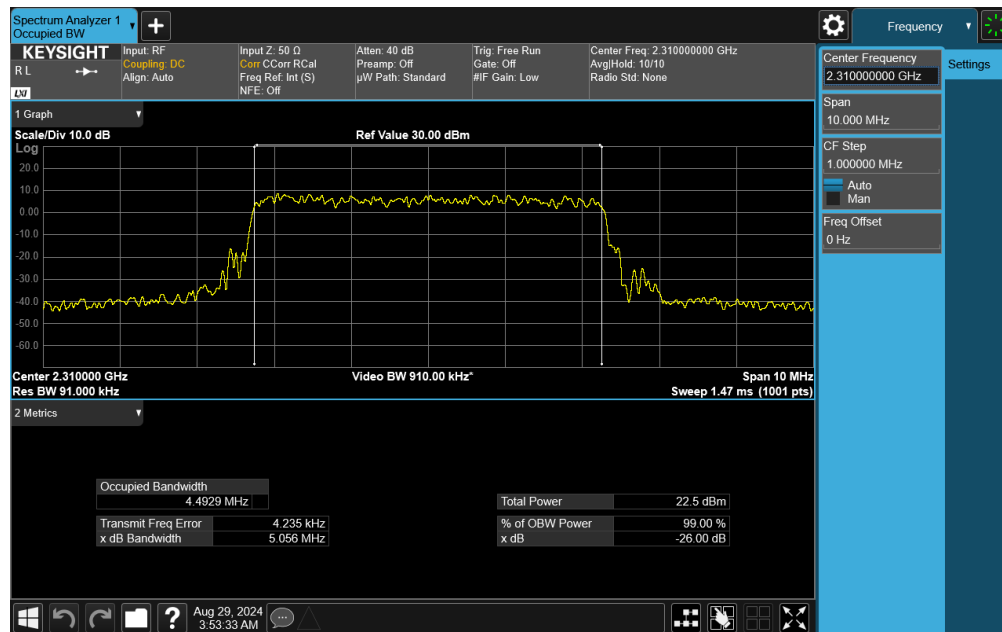 Spectrum Analyzer 1
Occupied BW
Frequency
KEYSIGHT
R L
LXI
Input: RF
Coupling: DC
Align: Auto
Input Z: 50 Ω
Corr CCorr RCal
Freq Ref: Int (S)
NFE: Off
Atten: 40 dB
Preamp: Off
µW Path: Standard
Trig: Free Run
Gate: Off
#IF Gain: Low
Center Freq: 2.310000000 GHz
Avg|Hold: 10/10
Radio Std: None
Center Frequency
2.310000000 GHz
Settings
Span
10.000 MHz
CF Step
1.000000 MHz
Auto
Man
Freq Offset
0 Hz
1 Graph
Scale/Div 10.0 dB
Ref Value 30.00 dBm
Log
20.0
10.0
0.00
-10.0
-20.0
-30.0
-40.0
-50.0
-60.0
Center 2.310000 GHz
Video BW 910.00 kHz*
Span 10 MHz
Res BW 91.000 kHz
Sweep 1.47 ms (1001 pts)
2 Metrics
Occupied Bandwidth
4.4929 MHz
Total Power 22.5 dBm
Transmit Freq Error 4.235 kHz
% of OBW Power 99.00 %
x dB Bandwidth 5.056 MHz
x dB -26.00 dB
Aug 29, 2024
3:53:33 AM